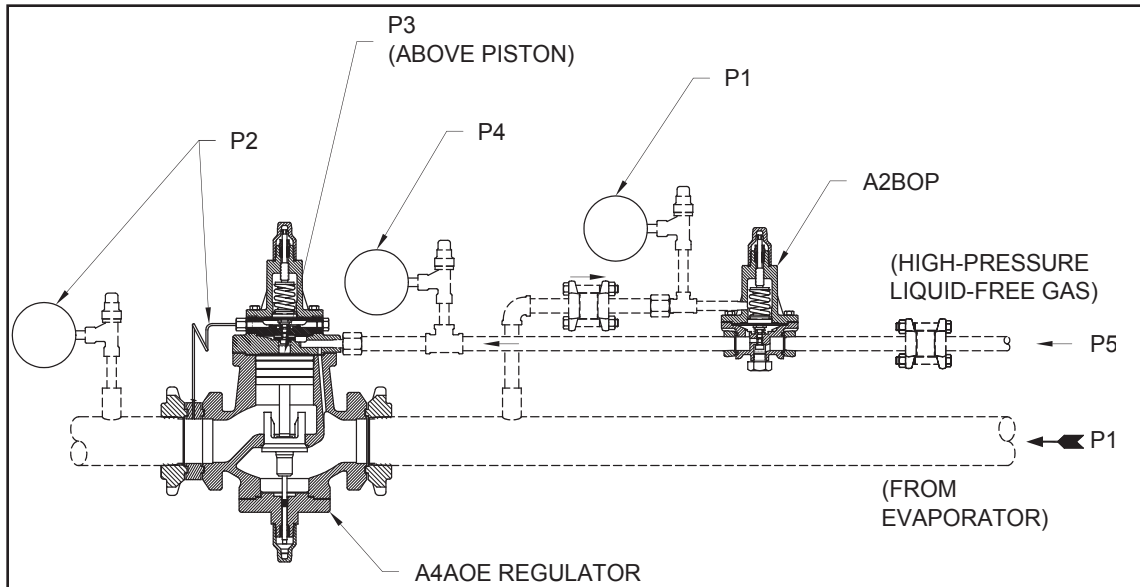 P3
(ABOVE PISTON)
P1
P4
P2
A2BOP
(HIGH-PRESSURE
LIQUID-FREE GAS)
P5
P1
(FROM
EVAPORATOR)
A4AOE REGULATOR